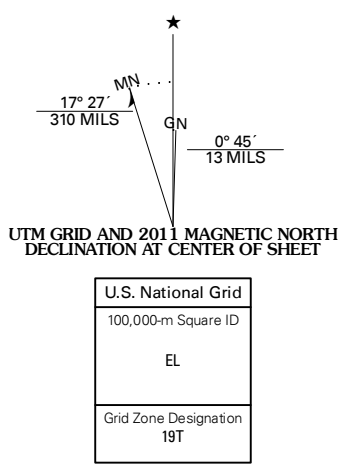 ★
MN
17° 27´
310 MILS
GN
0° 45´
13 MILS
UTM GRID AND 2011 MAGNETIC NORTH
DECLINATION AT CENTER OF SHEET
U.S. National Grid
100,000-m Square ID
EL
Grid Zone Designation
19T